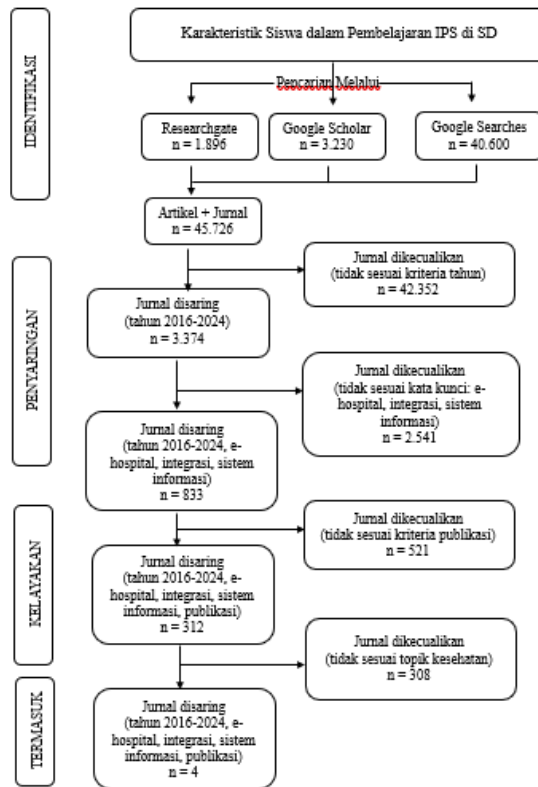 IDENTIFIKASI
Karakteristik Siswa dalam Pembelajaran IPS di SD
Pencarian Melalui
Researchgate
n = 1.896
Google Scholar
n = 3.230
Google Searches
n = 40.600
Artikel + Jurnal
n = 45.726
PENYARINGAN
Jurnal dikecualikan
(tidak sesuai kriteria tahun)
n = 42.352
Jurnal disaring
(tahun 2016-2024)
n = 3.374
Jurnal dikecualikan
(tidak sesuai kata kunci: e-
hospital, integrasi, sistem
informasi)
n = 2.541
Jurnal disaring
(tahun 2016-2024, e-
hospital, integrasi, sistem
informasi)
n = 833
KELAYAKAN
Jurnal dikecualikan
(tidak sesuai kriteria publikasi)
n = 521
Jurnal disaring
(tahun 2016-2024, e-
hospital, integrasi, sistem
informasi, publikasi)
n = 312
Jurnal dikecualikan
(tidak sesuai topik kesehatan)
n = 308
TERMASUK
Jurnal disaring
(tahun 2016-2024, e-
hospital, integrasi, sistem
informasi, publikasi)
n = 4